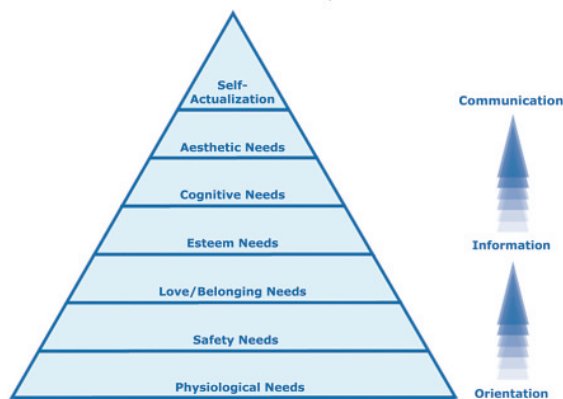 Self-
Actualization
Aesthetic Needs
Cognitive Needs
Esteem Needs
Love/Belonging Needs
Safety Needs
Physiological Needs
Communication
Information
Orientation